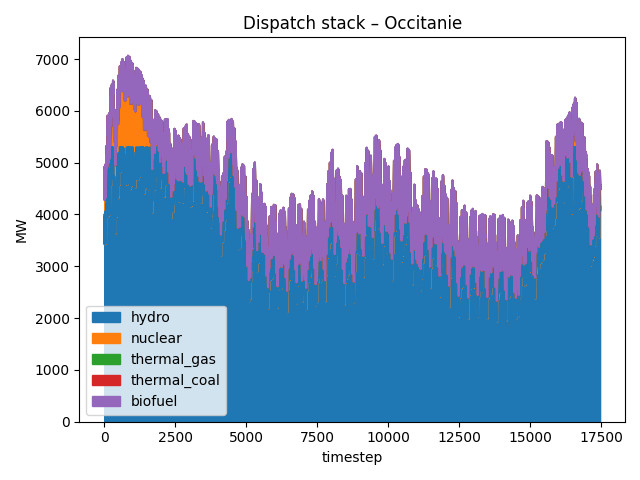 Dispatch stack – Occitanie
MW
7000
6000
5000
4000
3000
2000
1000
0
hydro
nuclear
thermal_gas
thermal_coal
biofuel
0 2500 5000 7500 10000 12500 15000 17500
timestep